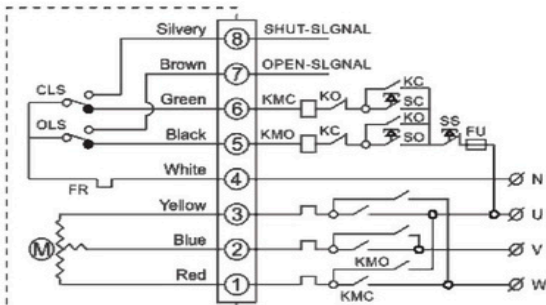 Silvery 8 SHUT-SLGNAL
Brown 7 OPEN-SLGNAL
CLS Green 6 KMC KO KC SC
OLS Black 5 KMO KC KO SO SS FU
White 4 N
FR
Yellow 3 U
M Blue 2 V
KMO
Red 1 W
KMC